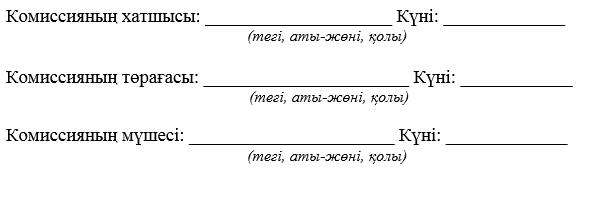 Комиссияның хатшысы: ____________________ Күні: _____________
(тегі, аты-жөні, қолы)
Комиссияның төрағасы: ______________________ Күні: ____________
(тегі, аты-жөні, қолы)
Комиссияның мүшесі: ______________________ Күні: _____________
(тегі, аты-жөні, қолы)